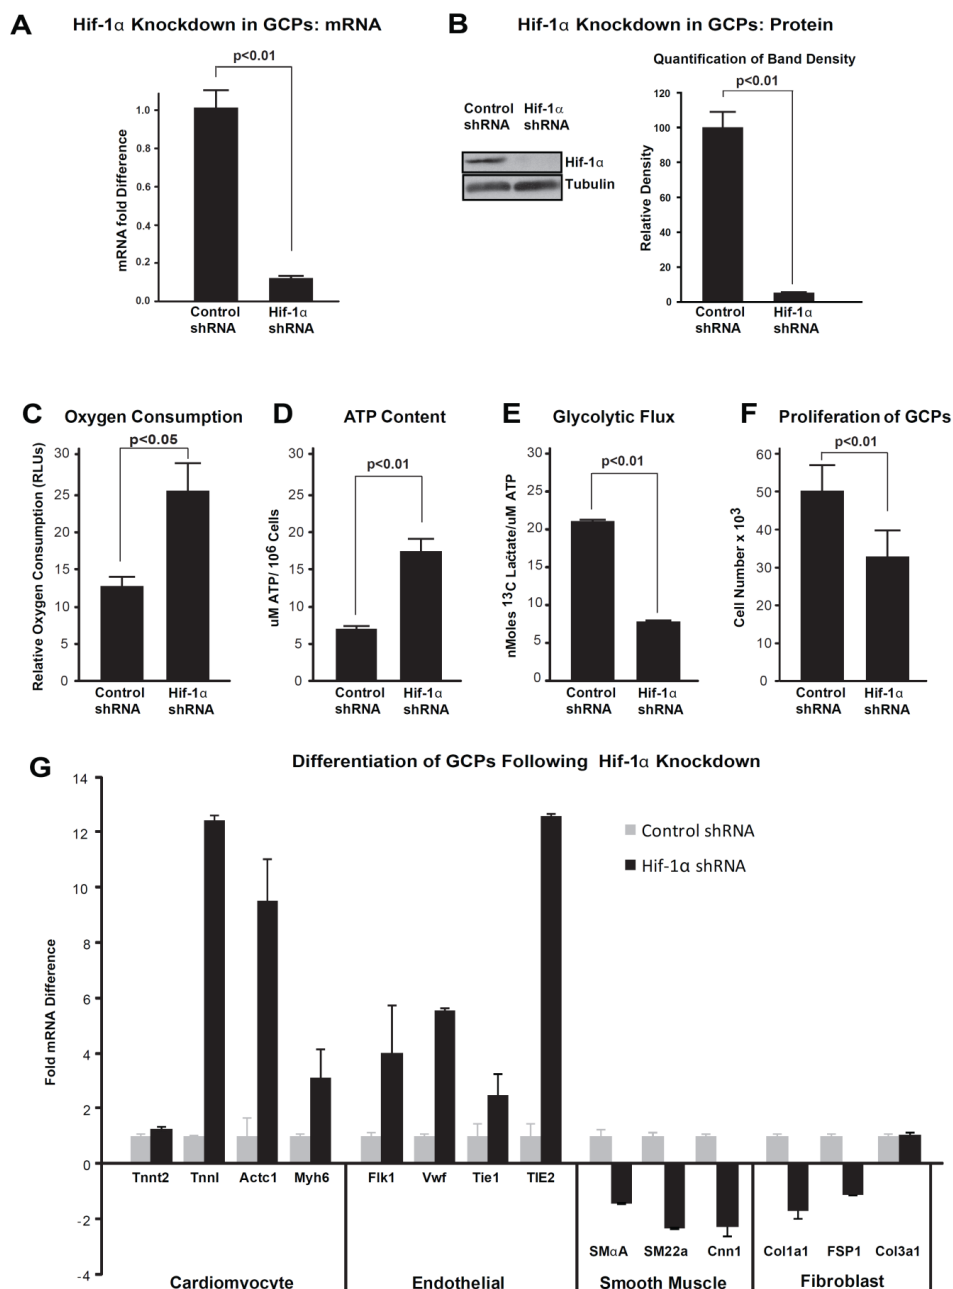 A
Hif-1α Knockdown in GCPs: mRNA
p<0.01
mRNA fold Difference
1.0
0.8
0.6
0.4
0.2
0.0
Control
shRNA
Hif-1α
shRNA
B
Hif-1α Knockdown in GCPs: Protein
Quantification of Band Density
p<0.01
Control
shRNA
Hif-1α
shRNA
Hif-1α
Tubulin
Relative Density
120
100
80
60
40
20
0
Control
shRNA
Hif-1α
shRNA
C
Oxygen Consumption
p<0.05
Relative Oxygen Consumption (RLUs)
30
25
20
15
10
5
0
Control
shRNA
Hif-1α
shRNA
D
ATP Content
p<0.01
uM ATP/ 10⁶ Cells
30
25
20
15
10
5
0
Control
shRNA
Hif-1α
shRNA
E
Glycolytic Flux
p<0.01
nMoles ¹³C Lactate/uM ATP
30
25
20
15
10
5
0
Control
shRNA
Hif-1α
shRNA
F
Proliferation of GCPs
p<0.01
Cell Number x 10³
60
50
40
30
20
10
0
Control
shRNA
Hif-1α
shRNA
G
Differentiation of GCPs Following Hif-1α Knockdown
Control shRNA
Hif-1α shRNA
Fold mRNA Difference
14
12
10
8
6
4
2
0
-2
-4
Tnnt2 TnnI Actc1 Myh6 Flk1 Vwf Tie1 TIE2
SMαA SM22a Cnn1 Col1a1 FSP1 Col3a1
Cardiomyocyte Endothelial Smooth Muscle Fibroblast